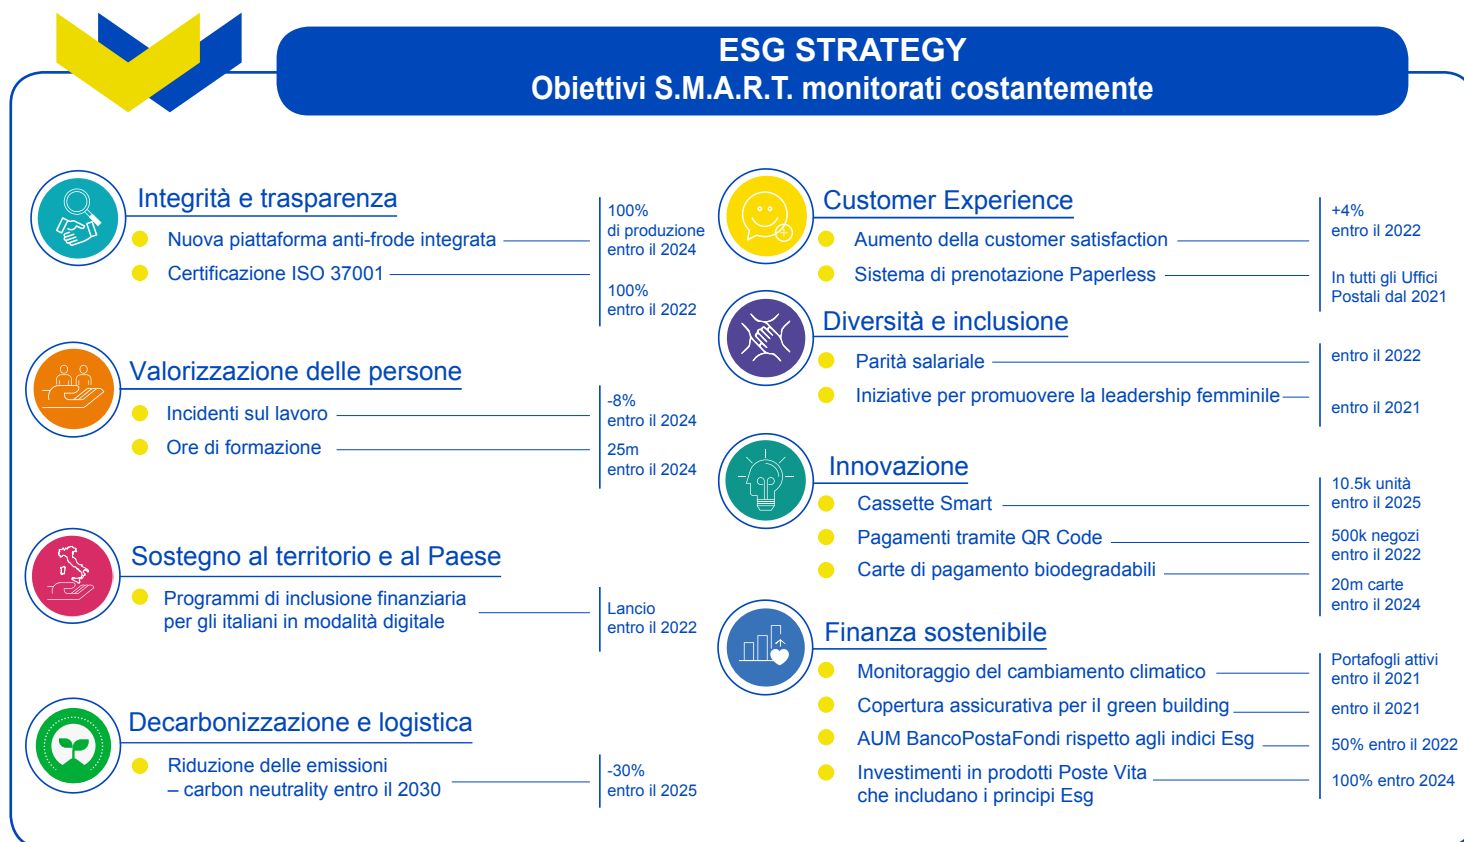 ESG STRATEGY
Obiettivi S.M.A.R.T. monitorati costantemente
Integrità e trasparenza
Nuova piattaforma anti-frode integrata
100%
di produzione
entro il 2024
Certificazione ISO 37001
100%
entro il 2022
Valorizzazione delle persone
Incidenti sul lavoro
-8%
entro il 2024
Ore di formazione
25m
entro il 2024
Sostegno al territorio e al Paese
Programmi di inclusione finanziaria
per gli italiani in modalità digitale
Lancio
entro il 2022
Decarbonizzazione e logistica
Riduzione delle emissioni
– carbon neutrality entro il 2030
-30%
entro il 2025
Customer Experience
Aumento della customer satisfaction
+4%
entro il 2022
Sistema di prenotazione Paperless
In tutti gli Uffici
Postali dal 2021
Diversità e inclusione
Parità salariale
entro il 2022
Iniziative per promuovere la leadership femminile
entro il 2021
Innovazione
Cassette Smart
10.5k unità
entro il 2025
Pagamenti tramite QR Code
500k negozi
entro il 2022
Carte di pagamento biodegradabili
20m carte
entro il 2024
Finanza sostenibile
Monitoraggio del cambiamento climatico
Portafogli attivi
entro il 2021
Copertura assicurativa per il green building
entro il 2021
AUM BancoPostaFondi rispetto agli indici Esg
50% entro il 2022
Investimenti in prodotti Poste Vita
che includano i principi Esg
100% entro 2024